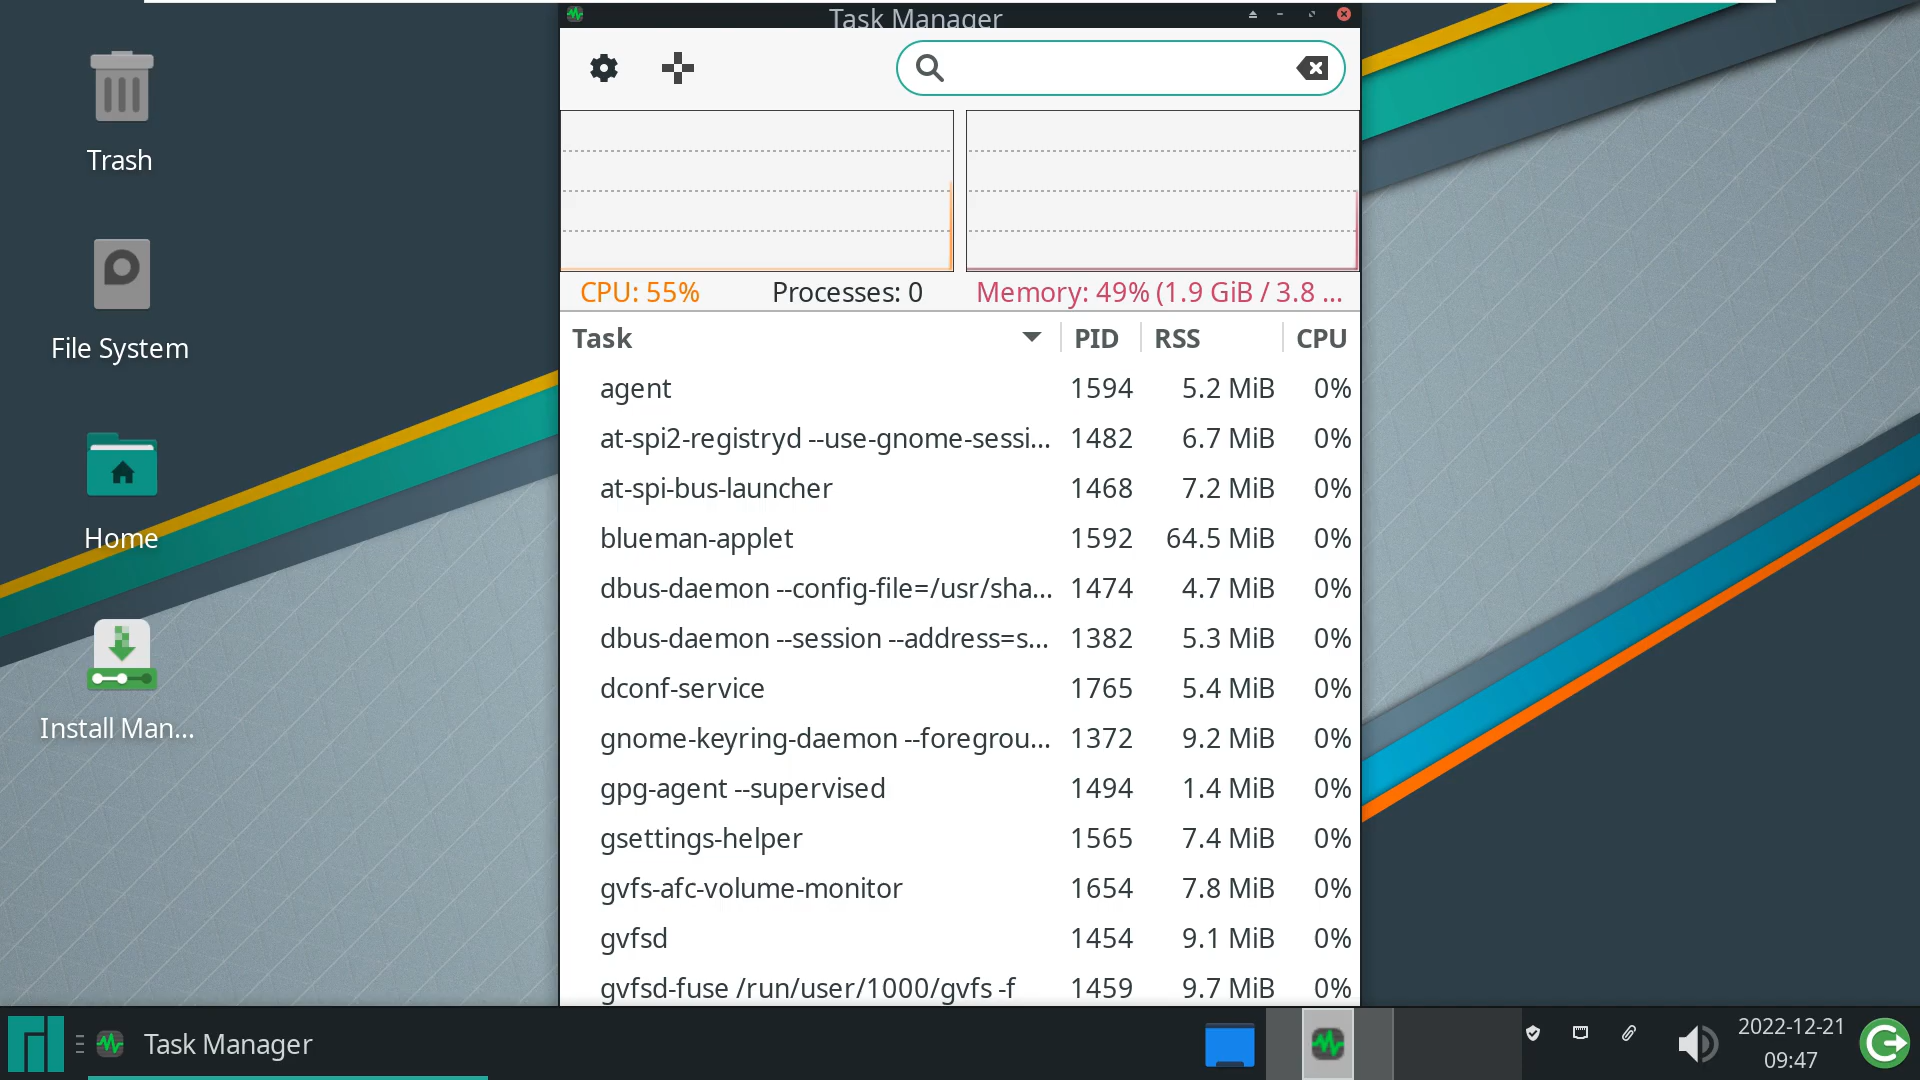 Task Manager
Trash
File System
Home
Install Man...
CPU: 55%
Processes: 0
Memory: 49% (1.9 GiB / 3.8 ...
Task PID RSS CPU
agent 1594 5.2 MiB 0%
at-spi2-registryd --use-gnome-sessi... 1482 6.7 MiB 0%
at-spi-bus-launcher 1468 7.2 MiB 0%
blueman-applet 1592 64.5 MiB 0%
dbus-daemon --config-file=/usr/sha... 1474 4.7 MiB 0%
dbus-daemon --session --address=s... 1382 5.3 MiB 0%
dconf-service 1765 5.4 MiB 0%
gnome-keyring-daemon --foregrou... 1372 9.2 MiB 0%
gpg-agent --supervised 1494 1.4 MiB 0%
gsettings-helper 1565 7.4 MiB 0%
gvfs-afc-volume-monitor 1654 7.8 MiB 0%
gvfsd 1454 9.1 MiB 0%
gvfsd-fuse /run/user/1000/gvfs -f 1459 9.7 MiB 0%
Task Manager
2022-12-21
09:47